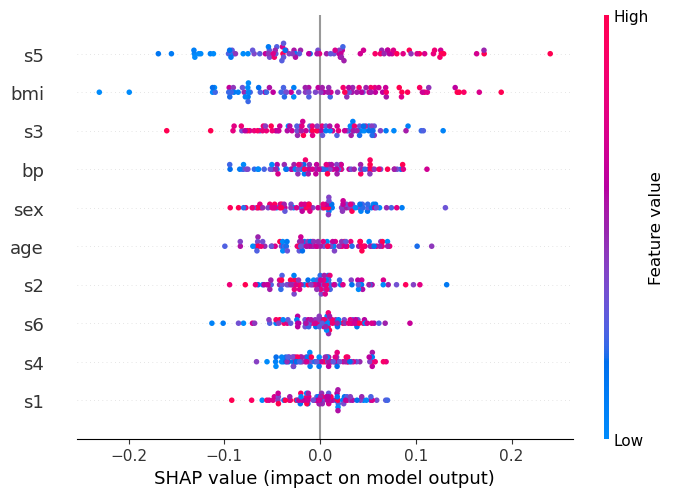 High
s5
bmi
s3
bp
sex
age
s2
s6
s4
s1
Feature value
Low
−0.2 −0.1 0.0 0.1 0.2
SHAP value (impact on model output)